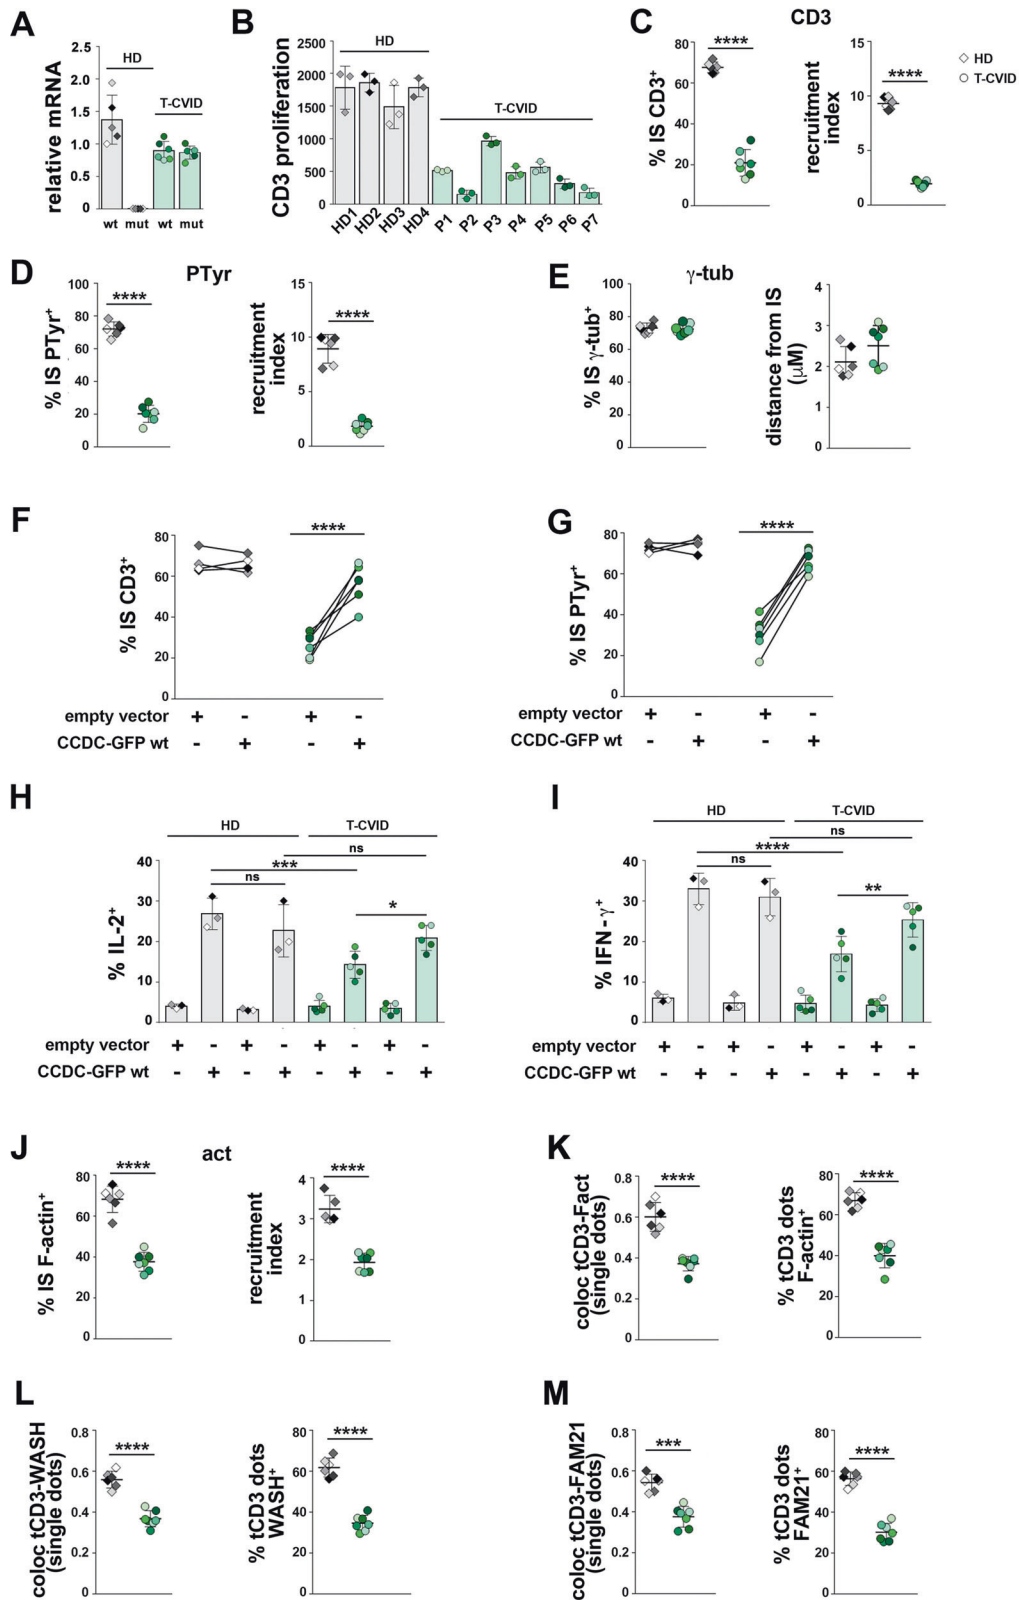 A
relative mRNA
2.5
2.0
1.5
1.0
0.5
0
HD
T-CVID
wt mut wt mut
B
CD3 proliferation
2500
2000
1500
1000
500
0
HD
T-CVID
HD1 HD2 HD3 HD4 P1 P2 P3 P4 P5 P6 P7
C
CD3
% IS CD3+
80
60
40
20
0
****
recruitment
index
15
10
5
0
****
HD
T-CVID
D
PTyr
% IS PTyr+
100
80
60
40
20
0
****
recruitment
index
15
10
5
0
****
E
γ-tub
% IS γ-tub+
100
80
60
40
20
0
distance from IS
(μM)
4
3
2
1
0
F
% IS CD3+
80
60
40
20
0
****
empty vector + - + -
CCDC-GFP wt - + - +
G
% IS PTyr+
80
60
40
20
0
****
empty vector + - + -
CCDC-GFP wt - + - +
H
% IL-2+
40
30
20
10
0
HD
T-CVID
ns
***
ns
*
empty vector + - + - + - + -
CCDC-GFP wt - + - + - + - +
I
% IFN-γ+
40
30
20
10
0
HD
T-CVID
ns
****
ns
**
empty vector + - + - + - + -
CCDC-GFP wt - + - + - + - +
J
act
% IS F-actin+
80
60
40
20
0
****
recruitment
index
4
3
2
1
0
****
K
coloc tCD3-Fact
(single dots)
0.8
0.6
0.4
0.2
0
****
% tCD3 dots
F-actin+
80
60
40
20
0
****
L
coloc tCD3-WASH
(single dots)
0.8
0.6
0.4
0.2
0
****
% tCD3 dots
WASH+
80
60
40
20
0
****
M
coloc tCD3-FAM21
(single dots)
0.8
0.6
0.4
0.2
0
***
% tCD3 dots
FAM21+
80
60
40
20
0
****